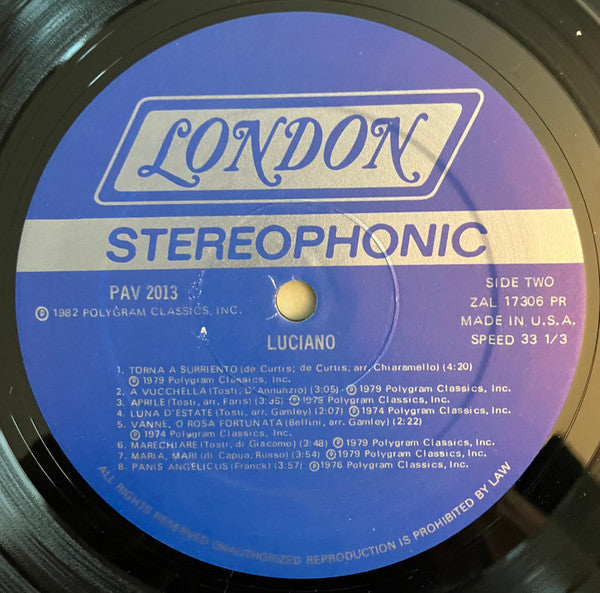 LONDON
STEREOPHONIC
PAV 2013
℗ 1982 POLYGRAM CLASSICS, INC.
SIDE TWO
ZAL 17306 PR
MADE IN U.S.A.
SPEED 33 1/3
LUCIANO
1. TORNA A SURRIENTO (de Curtis; de Curtis; arr. Chiaramello) (4:20)
℗ 1979 Polygram Classics, Inc.
2. A VUCCHELLA (Tosti, D'Annunzio) (3:05) ℗ 1979 Polygram Classics, Inc.
3. APRILE (Tosti, arr. Faris) (3:36) ℗ 1979 Polygram Classics, Inc.
4. LUNA D'ESTATE (Tosti, arr. Gamley) (2:07) ℗ 1974 Polygram Classics, Inc.
5. VANNE, O ROSA FORTUNATA (Bellini, arr. Gamley) (2:22)
℗ 1974 Polygram Classics, Inc.
6. MARECHIARE (Tosti, di Giacomo) (3:48) ℗ 1979 Polygram Classics, Inc.
7. MARIA, MARI (di Capua, Russo) (3:54) ℗ 1979 Polygram Classics, Inc.
8. PANIS ANGELICUS (Franck) (3:57) ℗ 1976 Polygram Classics, Inc.
ALL RIGHTS RESERVED UNAUTHORIZED REPRODUCTION IS PROHIBITED BY LAW